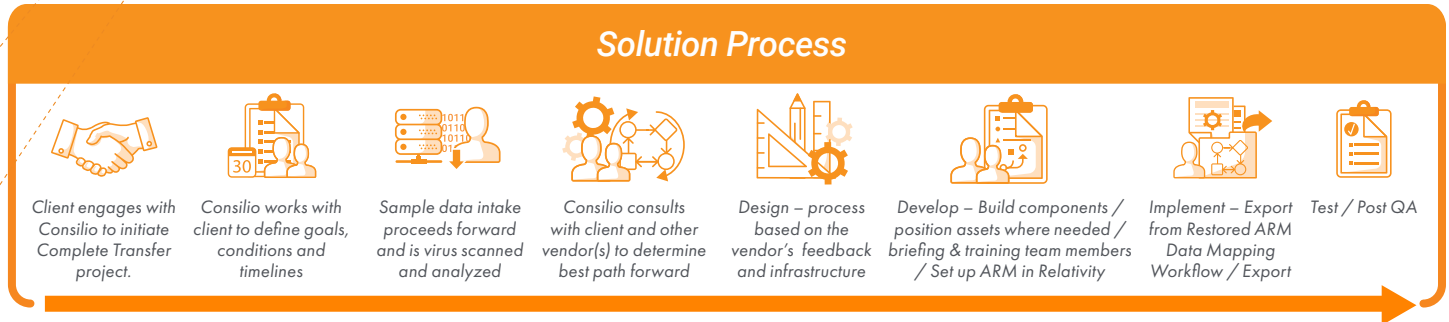 Solution Process
30
1011
0110
10110
01
Client engages with
Consilio to initiate
Complete Transfer
project.
Consilio works with
client to define goals,
conditions and
timelines
Sample data intake
proceeds forward
and is virus scanned
and analyzed
Consilio consults
with client and other
vendor(s) to determine
best path forward
Design – process
based on the
vendor's feedback
and infrastructure
Develop – Build components /
position assets where needed /
briefing & training team members
/ Set up ARM in Relativity
Implement – Export
from Restored ARM
Data Mapping
Workflow / Export
Test / Post QA